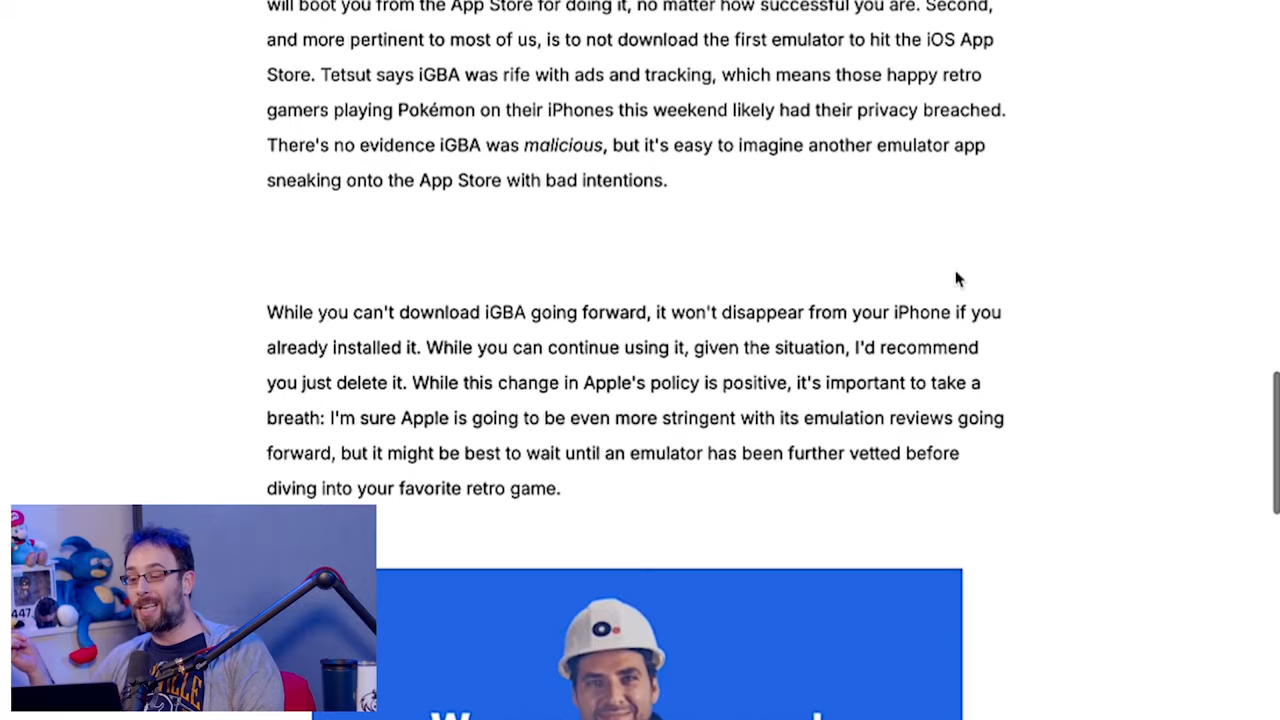 will boot you from the App Store for doing it, no matter how successful you are. Second,
and more pertinent to most of us, is to not download the first emulator to hit the iOS App
Store. Tetsut says iGBA was rife with ads and tracking, which means those happy retro
gamers playing Pokémon on their iPhones this weekend likely had their privacy breached.
There's no evidence iGBA was malicious, but it's easy to imagine another emulator app
sneaking onto the App Store with bad intentions.
While you can't download iGBA going forward, it won't disappear from your iPhone if you
already installed it. While you can continue using it, given the situation, I'd recommend
you just delete it. While this change in Apple's policy is positive, it's important to take a
breath: I'm sure Apple is going to be even more stringent with its emulation reviews going
forward, but it might be best to wait until an emulator has been further vetted before
diving into your favorite retro game.
447